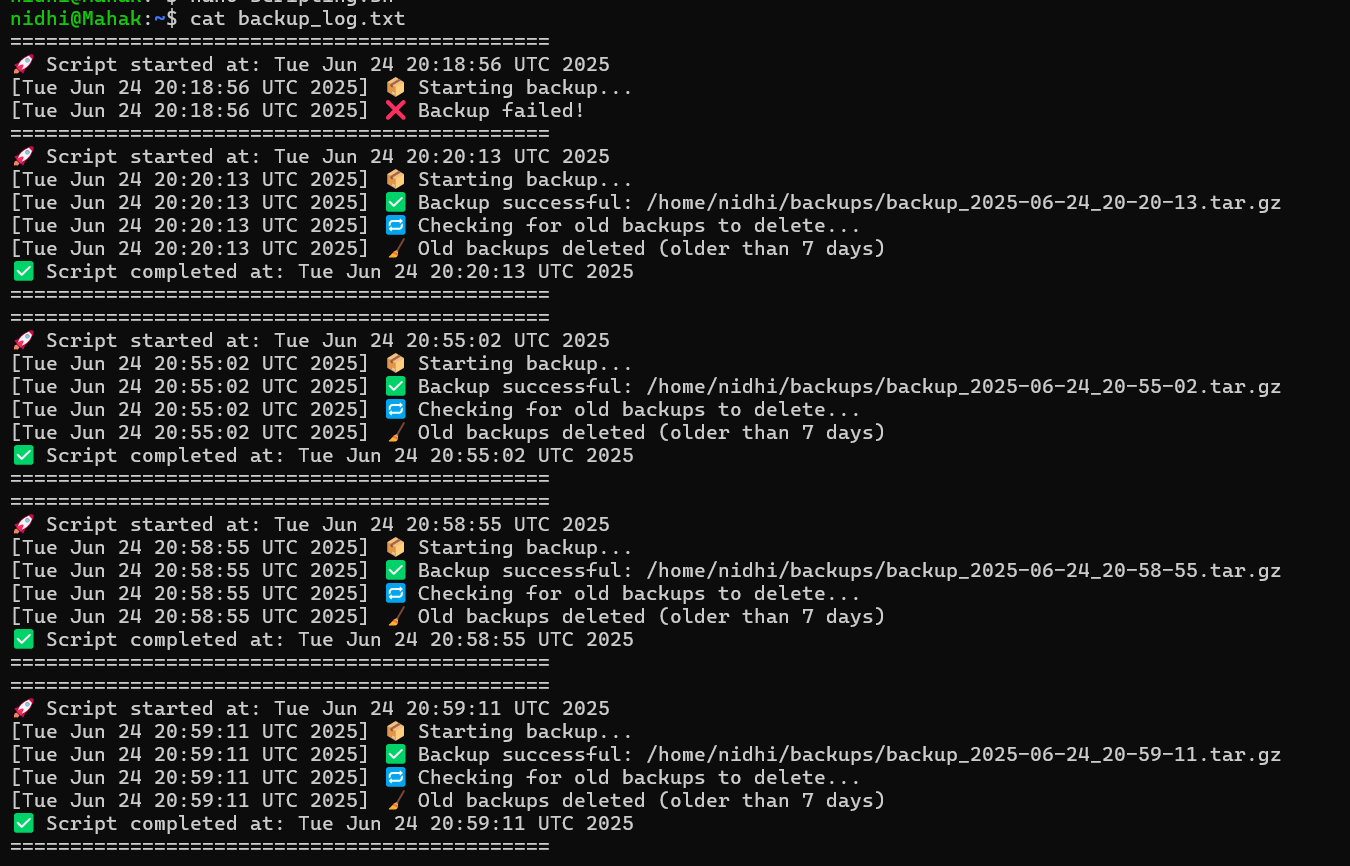 nidhi@Mahak:~$ nano scripting.sh
nidhi@Mahak:~$ cat backup_log.txt
=============================================
🚀 Script started at: Tue Jun 24 20:18:56 UTC 2025
[Tue Jun 24 20:18:56 UTC 2025] 📦 Starting backup...
[Tue Jun 24 20:18:56 UTC 2025] ❌ Backup failed!
=============================================
🚀 Script started at: Tue Jun 24 20:20:13 UTC 2025
[Tue Jun 24 20:20:13 UTC 2025] 📦 Starting backup...
[Tue Jun 24 20:20:13 UTC 2025] ✅ Backup successful: /home/nidhi/backups/backup_2025-06-24_20-20-13.tar.gz
[Tue Jun 24 20:20:13 UTC 2025] 🔁 Checking for old backups to delete...
[Tue Jun 24 20:20:13 UTC 2025] 🧹 Old backups deleted (older than 7 days)
✅ Script completed at: Tue Jun 24 20:20:13 UTC 2025
=============================================
=============================================
🚀 Script started at: Tue Jun 24 20:55:02 UTC 2025
[Tue Jun 24 20:55:02 UTC 2025] 📦 Starting backup...
[Tue Jun 24 20:55:02 UTC 2025] ✅ Backup successful: /home/nidhi/backups/backup_2025-06-24_20-55-02.tar.gz
[Tue Jun 24 20:55:02 UTC 2025] 🔁 Checking for old backups to delete...
[Tue Jun 24 20:55:02 UTC 2025] 🧹 Old backups deleted (older than 7 days)
✅ Script completed at: Tue Jun 24 20:55:02 UTC 2025
=============================================
=============================================
🚀 Script started at: Tue Jun 24 20:58:55 UTC 2025
[Tue Jun 24 20:58:55 UTC 2025] 📦 Starting backup...
[Tue Jun 24 20:58:55 UTC 2025] ✅ Backup successful: /home/nidhi/backups/backup_2025-06-24_20-58-55.tar.gz
[Tue Jun 24 20:58:55 UTC 2025] 🔁 Checking for old backups to delete...
[Tue Jun 24 20:58:55 UTC 2025] 🧹 Old backups deleted (older than 7 days)
✅ Script completed at: Tue Jun 24 20:58:55 UTC 2025
=============================================
=============================================
🚀 Script started at: Tue Jun 24 20:59:11 UTC 2025
[Tue Jun 24 20:59:11 UTC 2025] 📦 Starting backup...
[Tue Jun 24 20:59:11 UTC 2025] ✅ Backup successful: /home/nidhi/backups/backup_2025-06-24_20-59-11.tar.gz
[Tue Jun 24 20:59:11 UTC 2025] 🔁 Checking for old backups to delete...
[Tue Jun 24 20:59:11 UTC 2025] 🧹 Old backups deleted (older than 7 days)
✅ Script completed at: Tue Jun 24 20:59:11 UTC 2025
=============================================